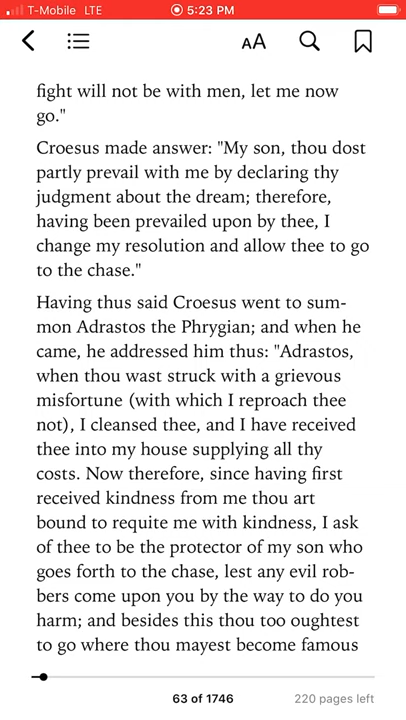 T-Mobile LTE 5:23 PM
AA
fight will not be with men, let me now
go."
Croesus made answer: "My son, thou dost
partly prevail with me by declaring thy
judgment about the dream; therefore,
having been prevailed upon by thee, I
change my resolution and allow thee to go
to the chase."
Having thus said Croesus went to sum-
mon Adrastos the Phrygian; and when he
came, he addressed him thus: "Adrastos,
when thou wast struck with a grievous
misfortune (with which I reproach thee
not), I cleansed thee, and I have received
thee into my house supplying all thy
costs. Now therefore, since having first
received kindness from me thou art
bound to requite me with kindness, I ask
of thee to be the protector of my son who
goes forth to the chase, lest any evil rob-
bers come upon you by the way to do you
harm; and besides this thou too oughtest
to go where thou mayest become famous
63 of 1746 220 pages left